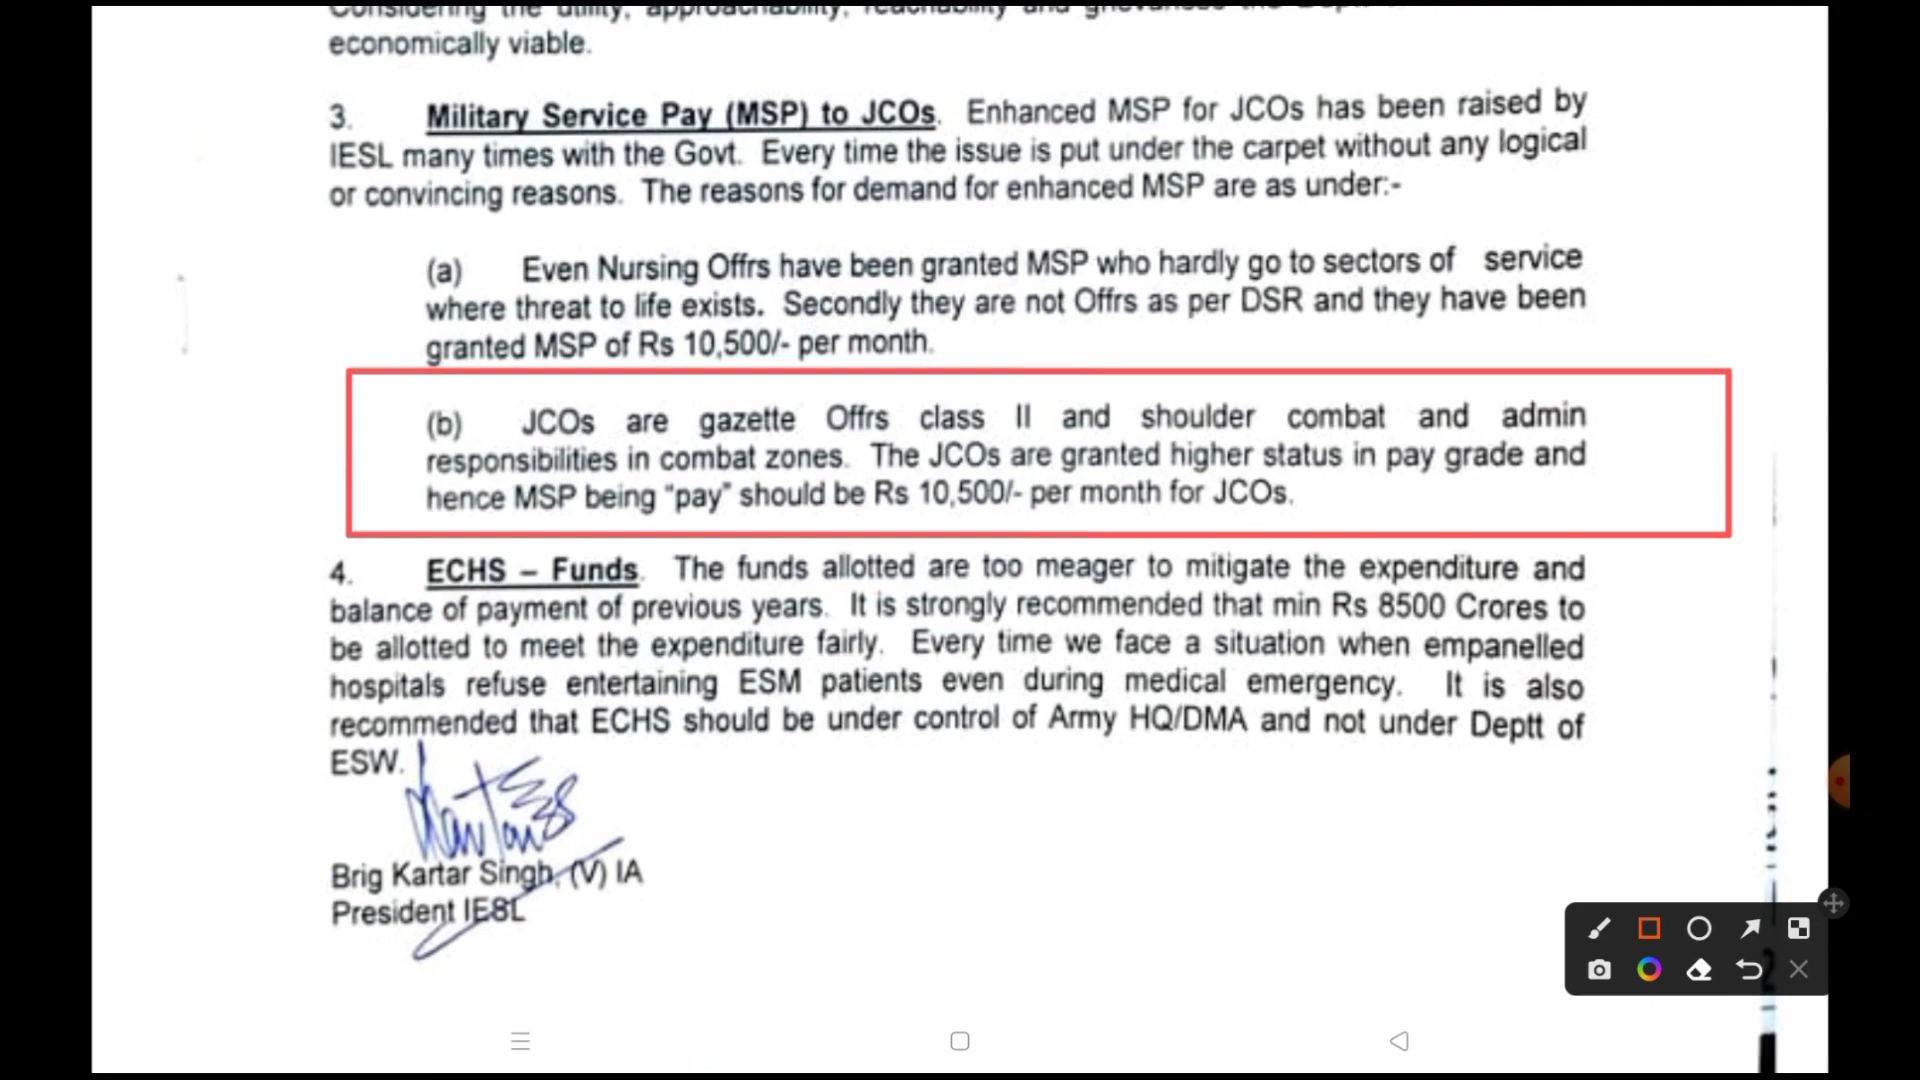 Considering the utility, approachability, reachability and grievances the
economically viable.
3. Military Service Pay (MSP) to JCOs. Enhanced MSP for JCOs has been raised by
IESL many times with the Govt. Every time the issue is put under the carpet without any logical
or convincing reasons. The reasons for demand for enhanced MSP are as under:-
(a) Even Nursing Offrs have been granted MSP who hardly go to sectors of service
where threat to life exists. Secondly they are not Offrs as per DSR and they have been
granted MSP of Rs 10,500/- per month.
(b) JCOs are gazette Offrs class II and shoulder combat and admin
responsibilities in combat zones. The JCOs are granted higher status in pay grade and
hence MSP being "pay" should be Rs 10,500/- per month for JCOs.
4. ECHS – Funds. The funds allotted are too meager to mitigate the expenditure and
balance of payment of previous years. It is strongly recommended that min Rs 8500 Crores to
be allotted to meet the expenditure fairly. Every time we face a situation when empanelled
hospitals refuse entertaining ESM patients even during medical emergency. It is also
recommended that ECHS should be under control of Army HQ/DMA and not under Deptt of
ESW.
Brig Kartar Singh, (V) IA
President IESL